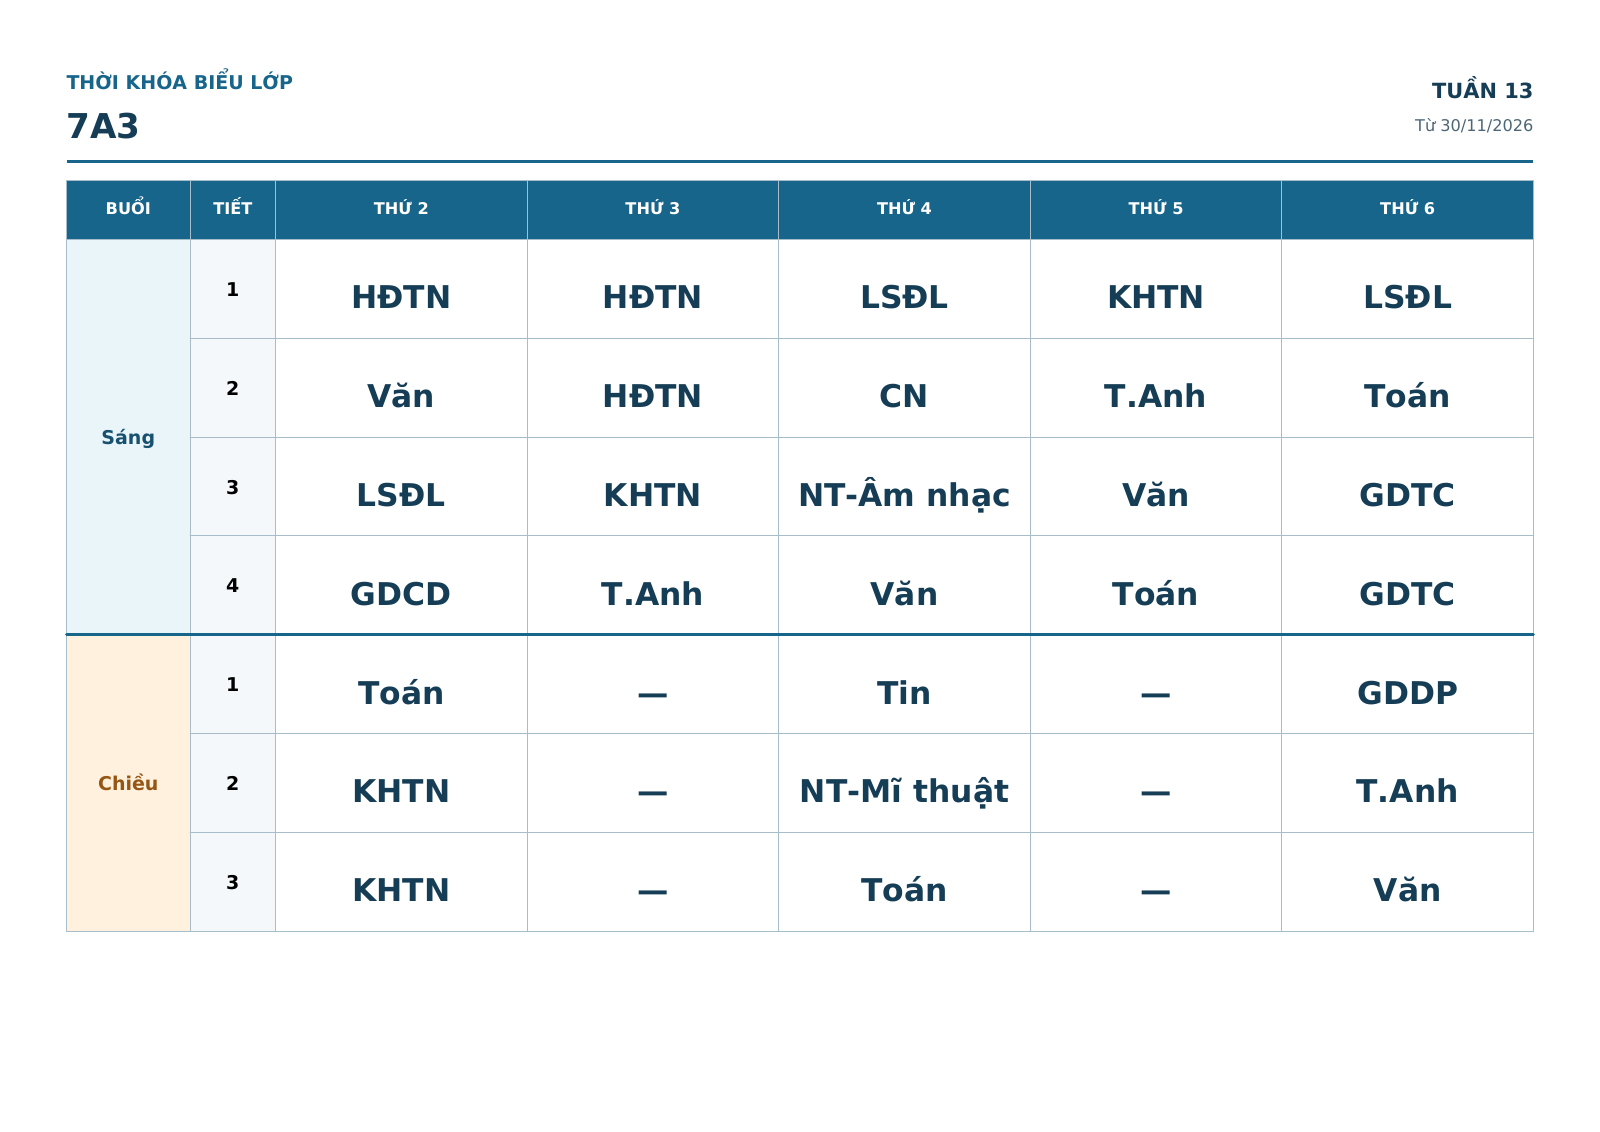 THỜI KHÓA BIỂU LỚP
7A3
TUẦN 13
Từ 30/11/2026
BUỔI TIẾT THỨ 2 THỨ 3 THỨ 4 THỨ 5 THỨ 6
Sáng
1 HĐTN HĐTN LSĐL KHTN LSĐL
2 Văn HĐTN CN T.Anh Toán
3 LSĐL KHTN NT-Âm nhạc Văn GDTC
4 GDCD T.Anh Văn Toán GDTC
Chiều
1 Toán — Tin — GDDP
2 KHTN — NT-Mĩ thuật — T.Anh
3 KHTN — Toán — Văn